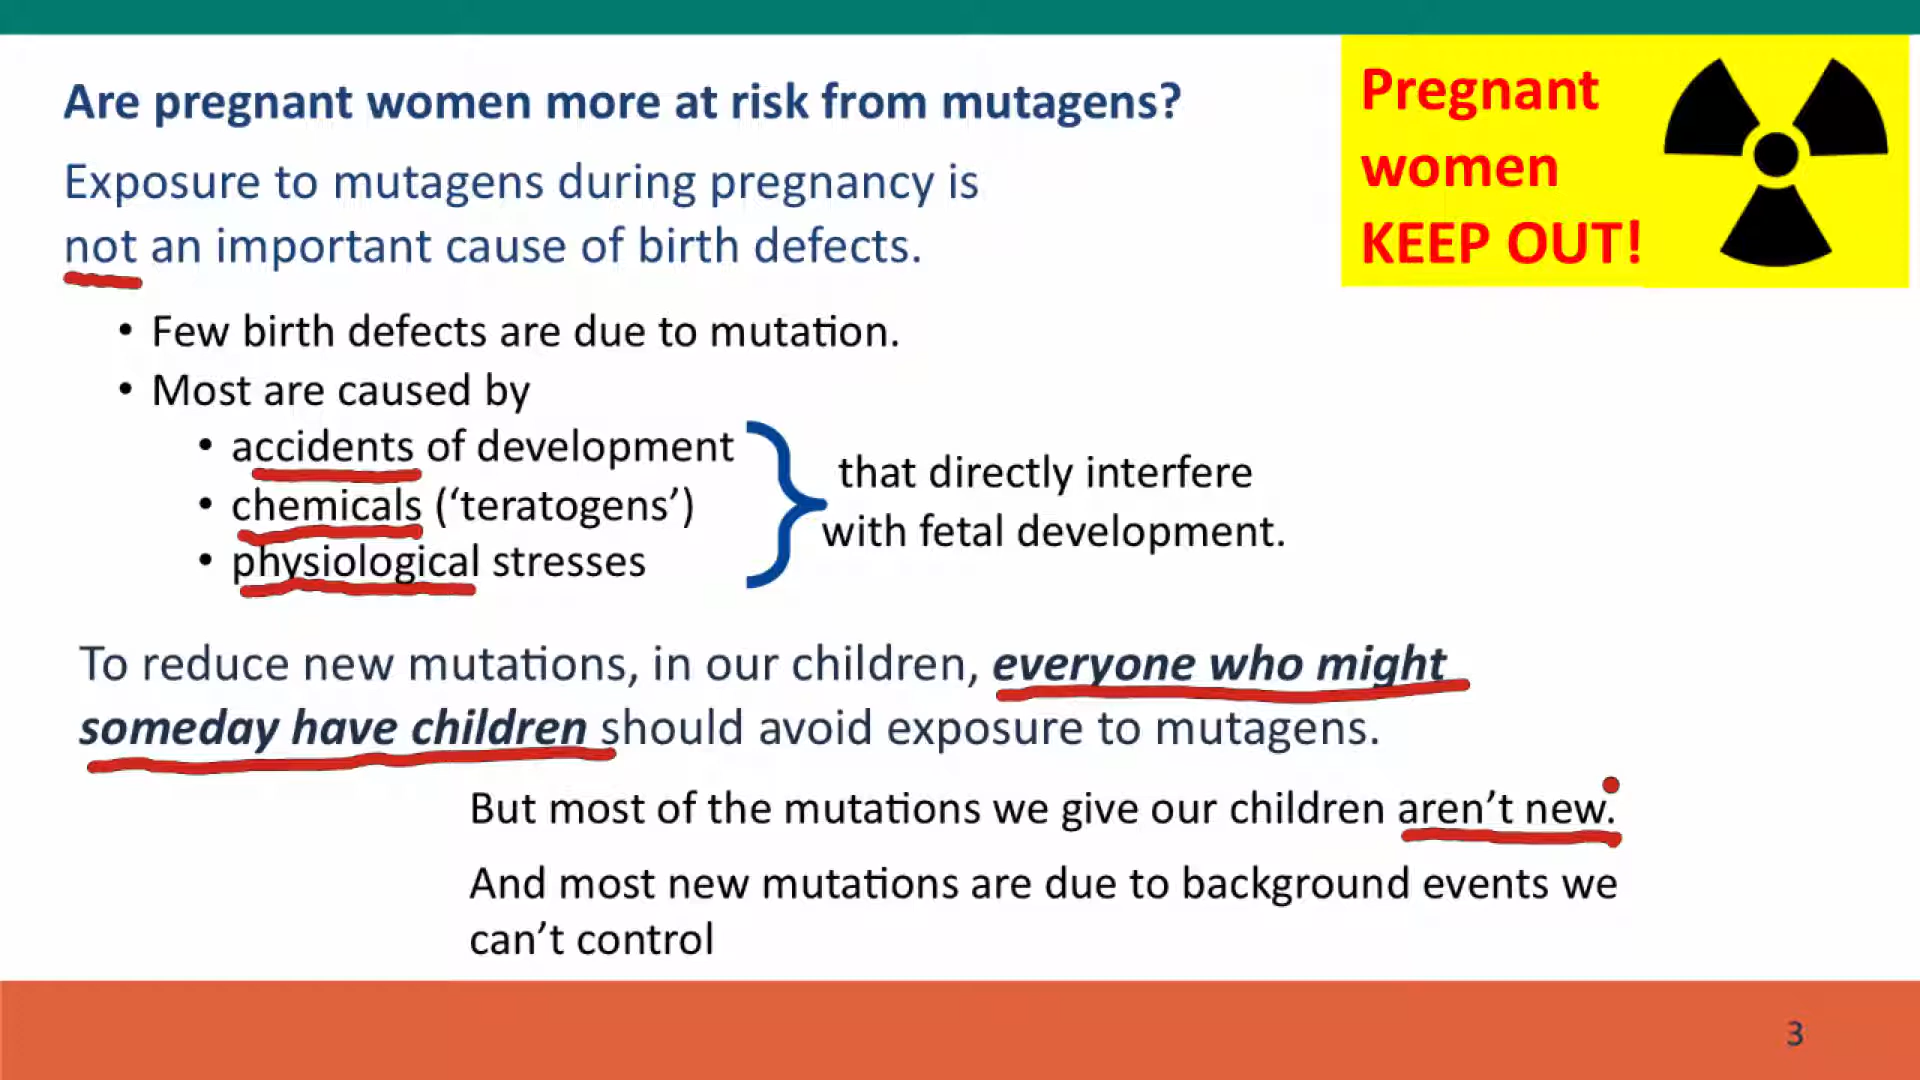 Are pregnant women more at risk from mutagens?
Pregnant
women
KEEP OUT!
Exposure to mutagens during pregnancy is
not an important cause of birth defects.
• Few birth defects are due to mutation.
• Most are caused by
• accidents of development
• chemicals (‘teratogens’)
• physiological stresses
that directly interfere
with fetal development.
To reduce new mutations, in our children, everyone who might
someday have children should avoid exposure to mutagens.
But most of the mutations we give our children aren’t new.
And most new mutations are due to background events we
can’t control
3